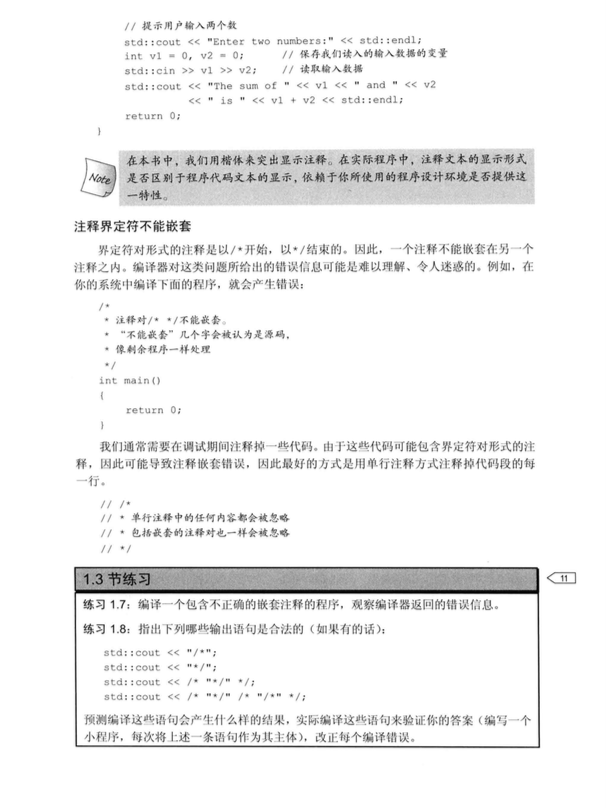 // 提示用户输入两个数
std::cout << "Enter two numbers:" << std::endl;
int v1 = 0, v2 = 0;    // 保存我们读入的输入数据的变量
std::cin >> v1 >> v2;    // 读取输入数据
std::cout << "The sum of " << v1 << " and " << v2
<< " is " << v1 + v2 << std::endl;
return 0;
}
Note
在本书中，我们用楷体来突出显示注释。在实际程序中，注释文本的显示形式
是否区别于程序代码文本的显示，依赖于你所使用的程序设计环境是否提供这
一特性。
注释界定符不能嵌套
界定符对形式的注释是以/*开始，以*/结束的。因此，一个注释不能嵌套在另一个
注释之内。编译器对这类问题所给出的错误信息可能是难以理解、令人迷惑的。例如，在
你的系统中编译下面的程序，就会产生错误：
/*
* 注释对/* */不能嵌套。
* “不能嵌套”几个字会被认为是源码，
* 像剩余程序一样处理
*/
int main()
{
return 0;
}
我们通常需要在调试期间注释掉一些代码。由于这些代码可能包含界定符对形式的注
释，因此可能导致注释嵌套错误，因此最好的方式是用单行注释方式注释掉代码段的每
一行。
// /*
// * 单行注释中的任何内容都会被忽略
// * 包括嵌套的注释对也一样会被忽略
// */
1.3 节练习
11
练习 1.7：编译一个包含不正确的嵌套注释的程序，观察编译器返回的错误信息。
练习 1.8：指出下列哪些输出语句是合法的（如果有的话）：
std::cout << "/*";
std::cout << "*/";
std::cout << /* "*/" */;
std::cout << /* "*/" /* "/*" */;
预测编译这些语句会产生什么样的结果，实际编译这些语句来验证你的答案（编写一个
小程序，每次将上述一条语句作为其主体），改正每个编译错误。